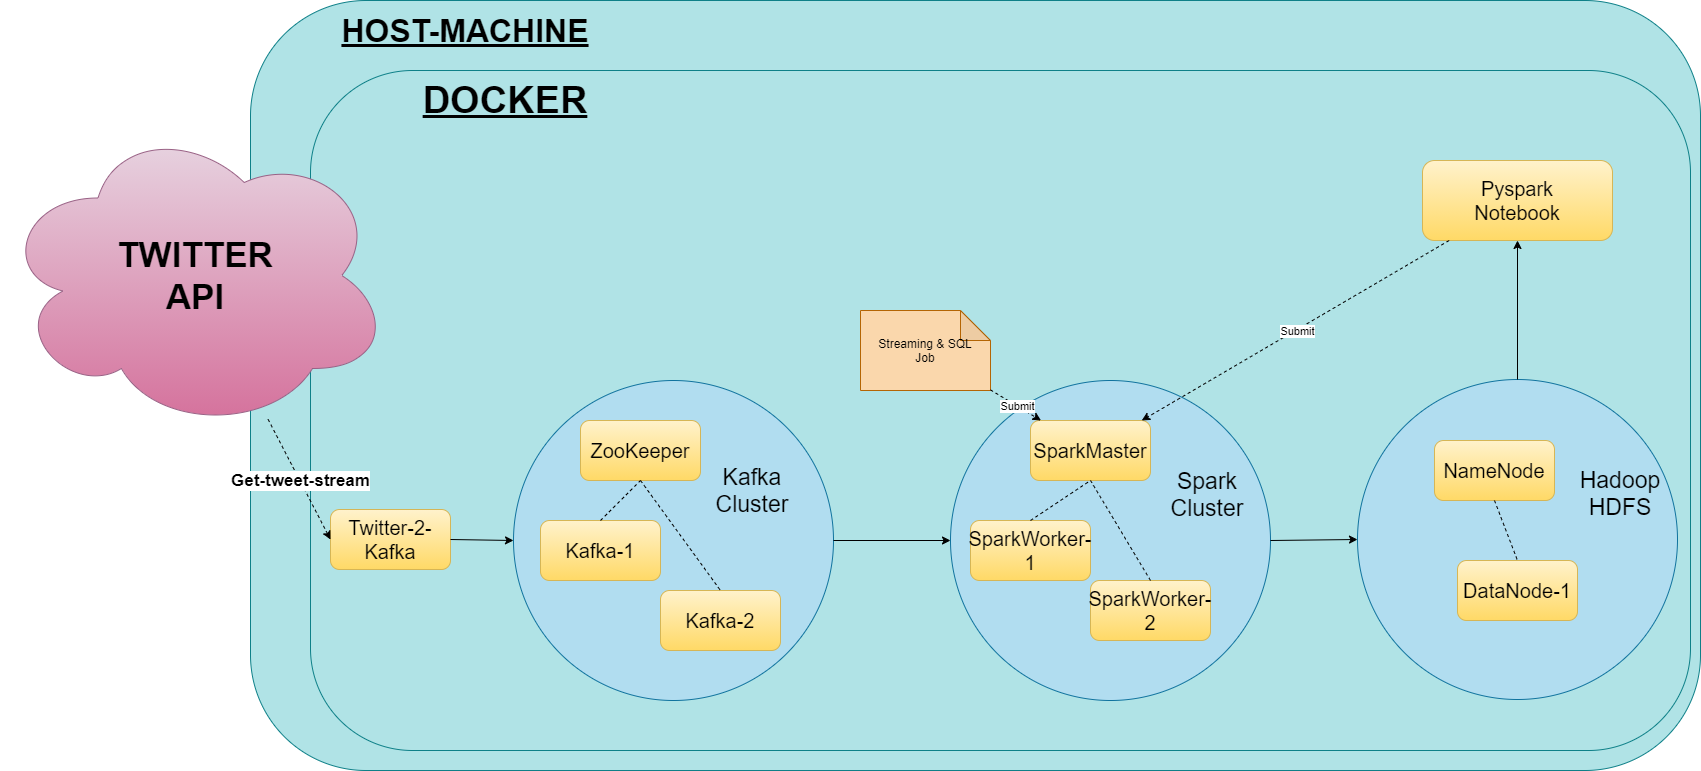 HOST-MACHINE
DOCKER
TWITTER
API
Pyspark
Notebook
Submit
Streaming & SQL
Job
Submit
Get-tweet-stream
Twitter-2-
Kafka
ZooKeeper
Kafka
Cluster
Kafka-1
Kafka-2
SparkMaster
Spark
Cluster
SparkWorker-
1
SparkWorker-
2
NameNode
Hadoop
HDFS
DataNode-1